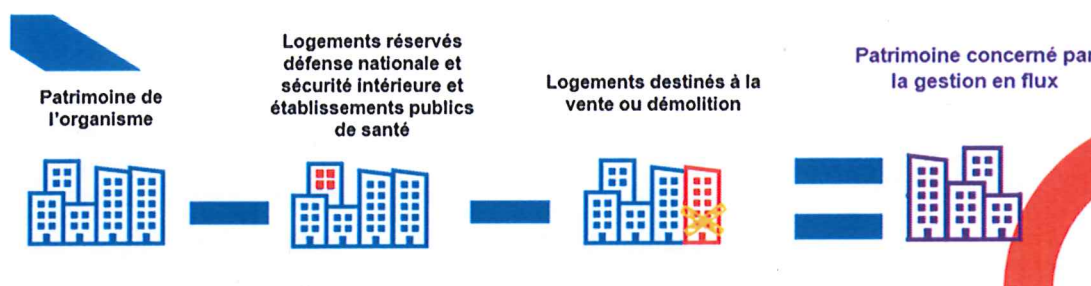 Patrimoine de
l'organisme
Logements réservés
défense nationale et
sécurité intérieure et
établissements publics
de santé
Logements destinés à la
vente ou démolition
Patrimoine concerné par
la gestion en flux